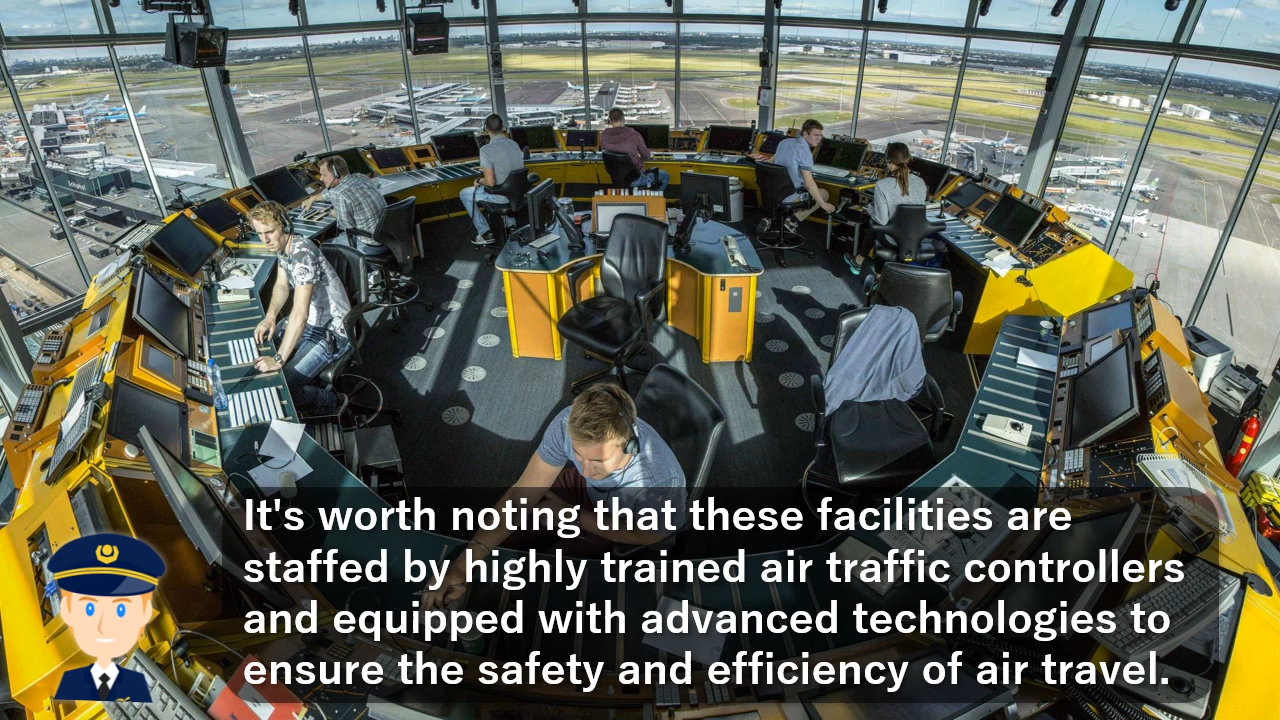 It's worth noting that these facilities are
staffed by highly trained air traffic controllers
and equipped with advanced technologies to
ensure the safety and efficiency of air travel.